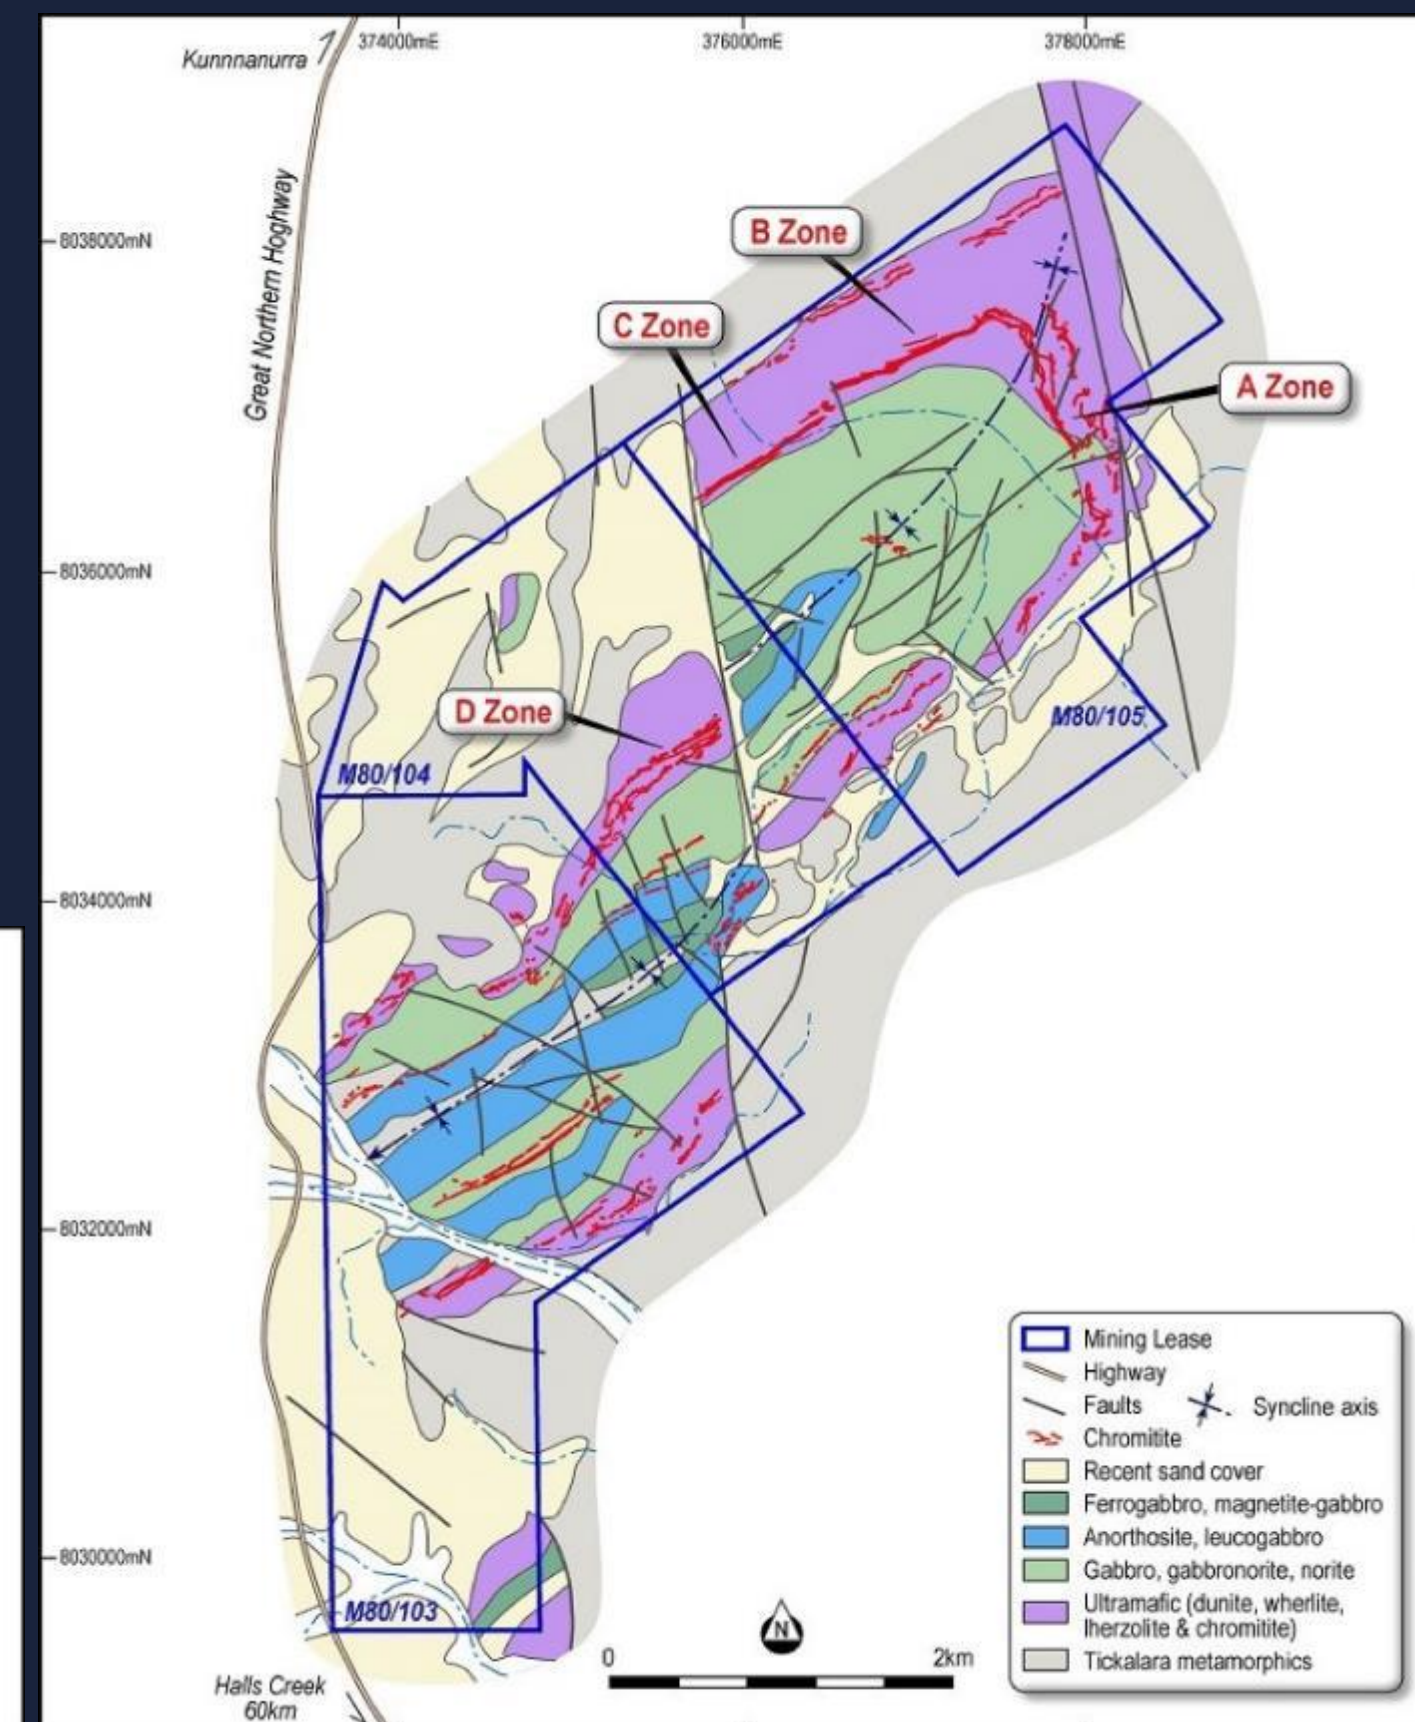 374000mE
376000mE
378000mE
Kunnnanurra
Great Northern Hoghway
8038000mN
B Zone
C Zone
A Zone
8036000mN
D Zone
M80/105
M80/104
8034000mN
8032000mN
8030000mN
M80/103
Halls Creek
60km
N
0
2km
Mining Lease
Highway
Faults
Syncline axis
Chromitite
Recent sand cover
Ferrogabbro, magnetite-gabbro
Anorthosite, leucogabbro
Gabbro, gabbronorite, norite
Ultramafic (dunite, wherlite,
lherzolite & chromitite)
Tickalara metamorphics